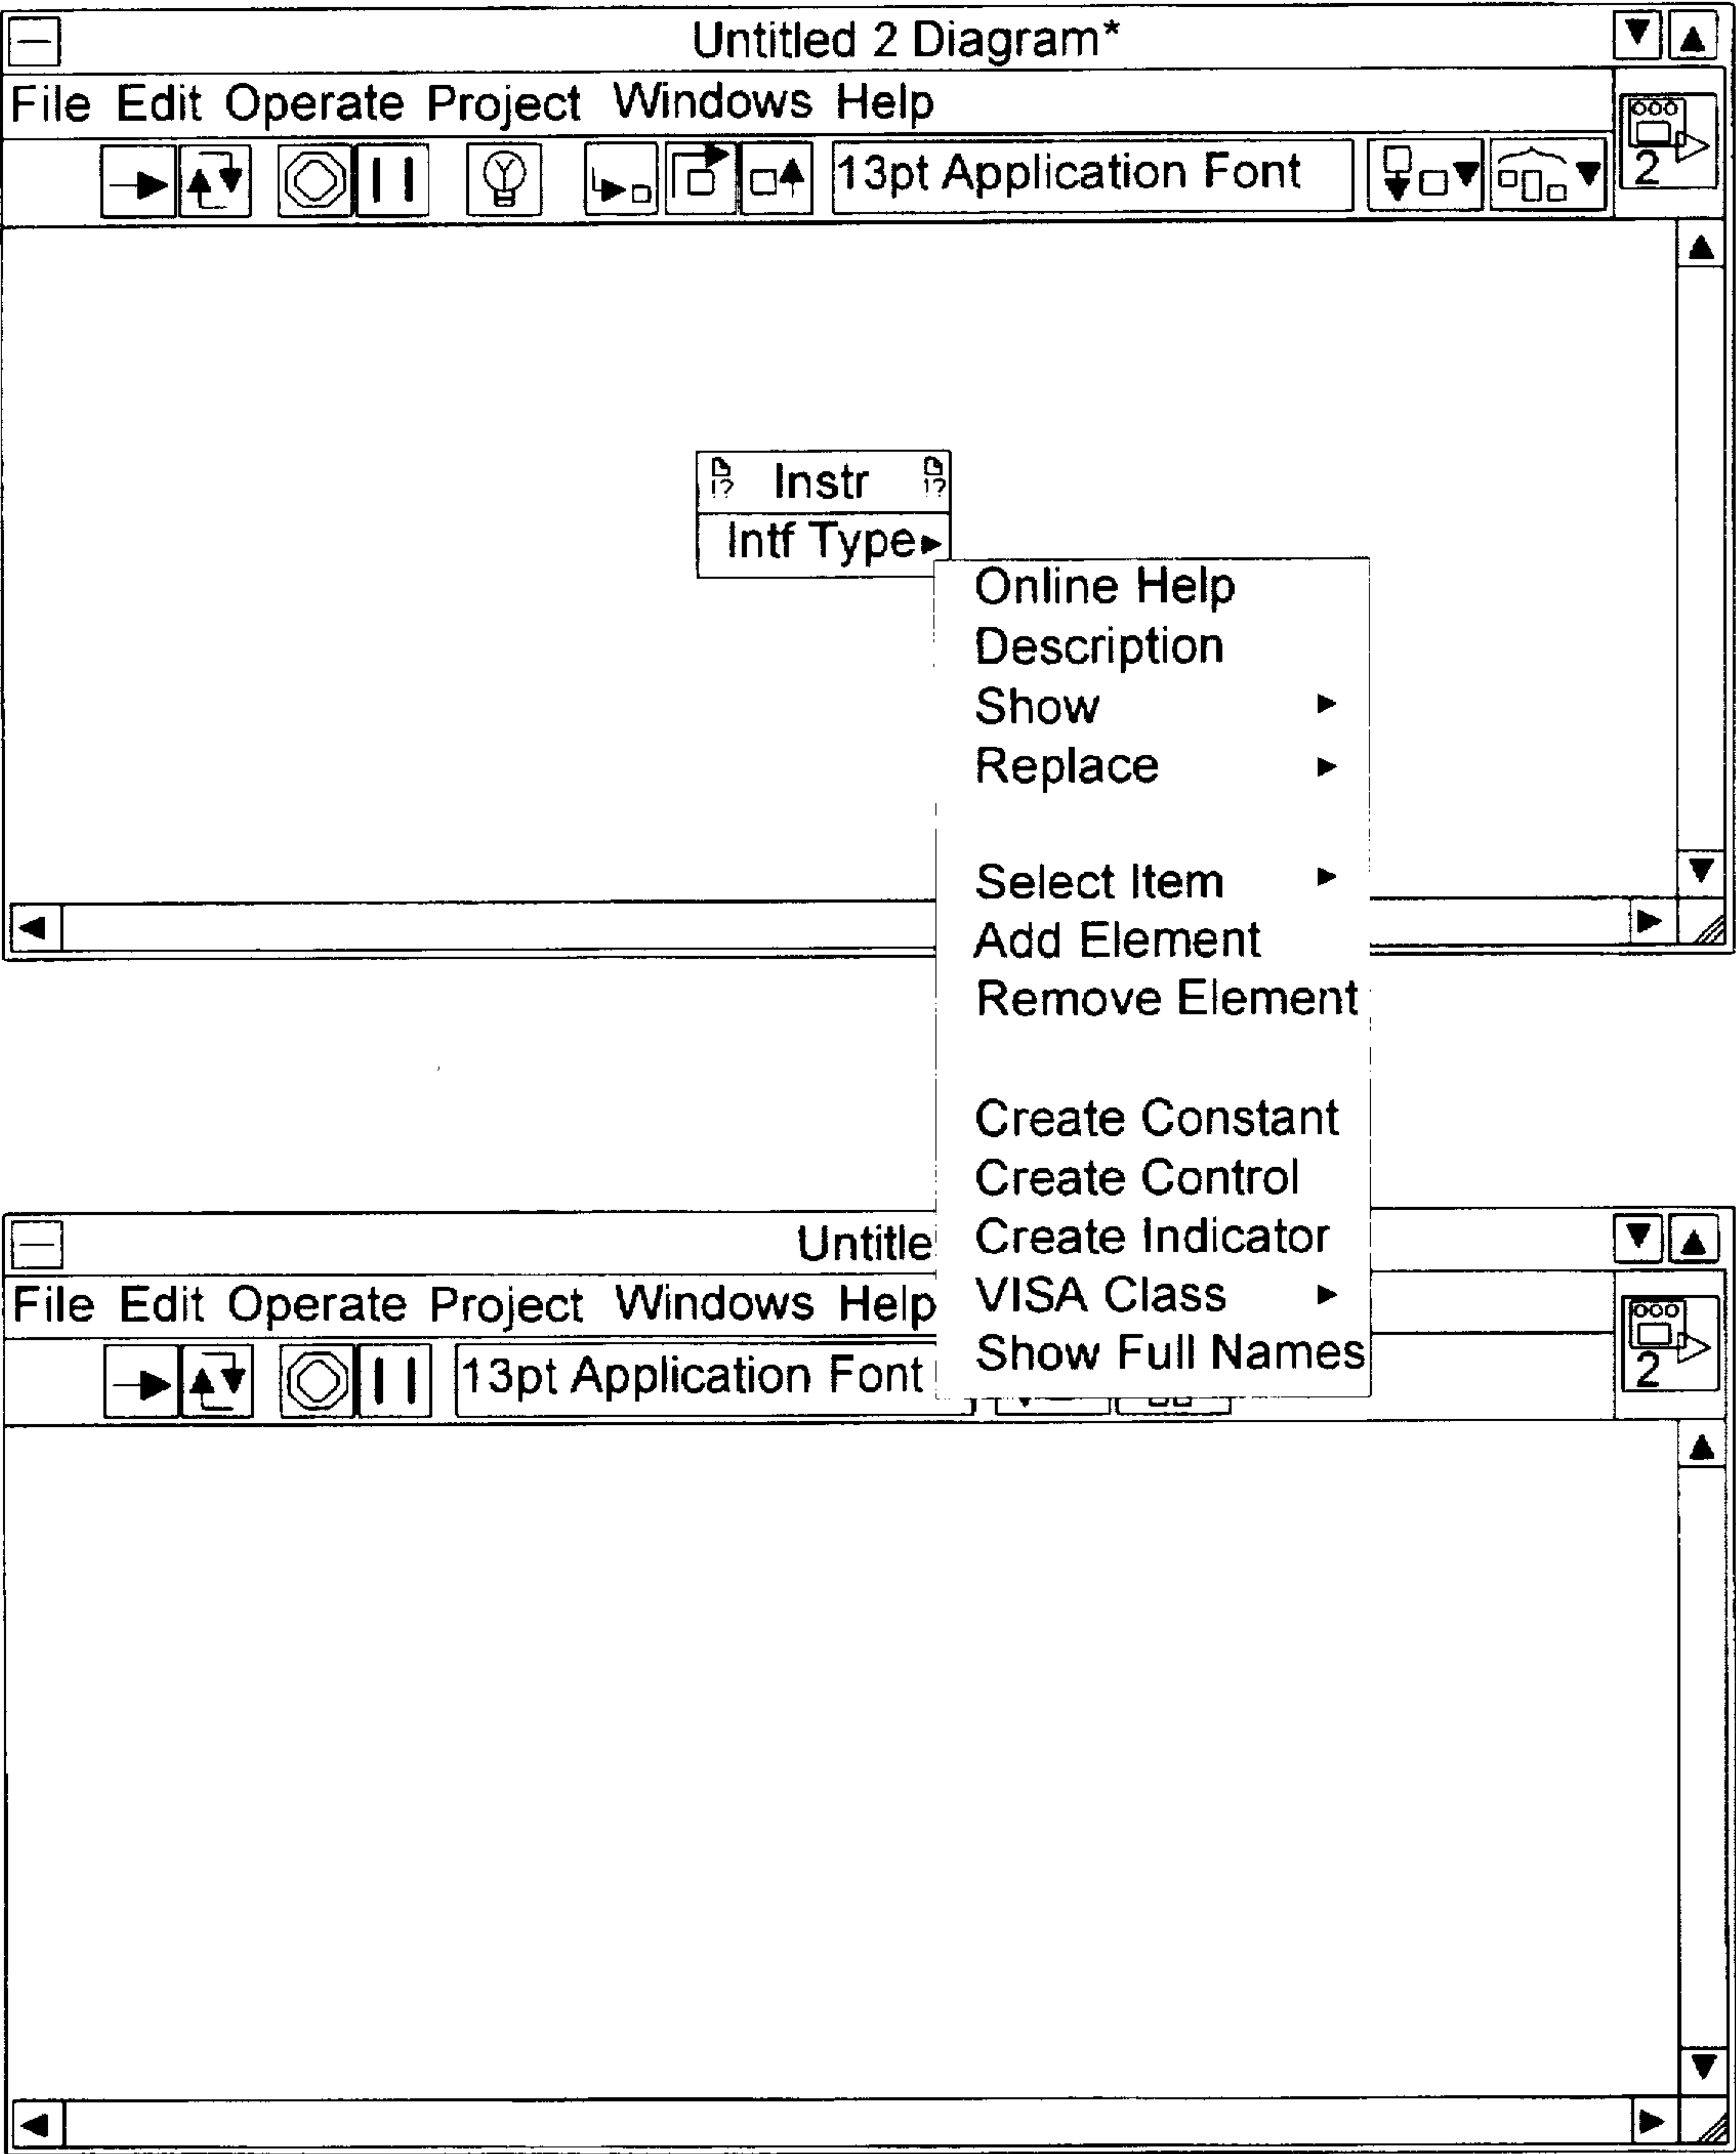 Untitled 2 Diagram*
File Edit Operate Project Windows Help
2
13pt Application Font
!? Instr !?
Intf Type
Online Help
Description
Show
Replace
Select Item
Add Element
Remove Element
Create Constant
Create Control
Create Indicator
VISA Class
Show Full Names
Untitle
File Edit Operate Project Windows Help
2
13pt Application Font